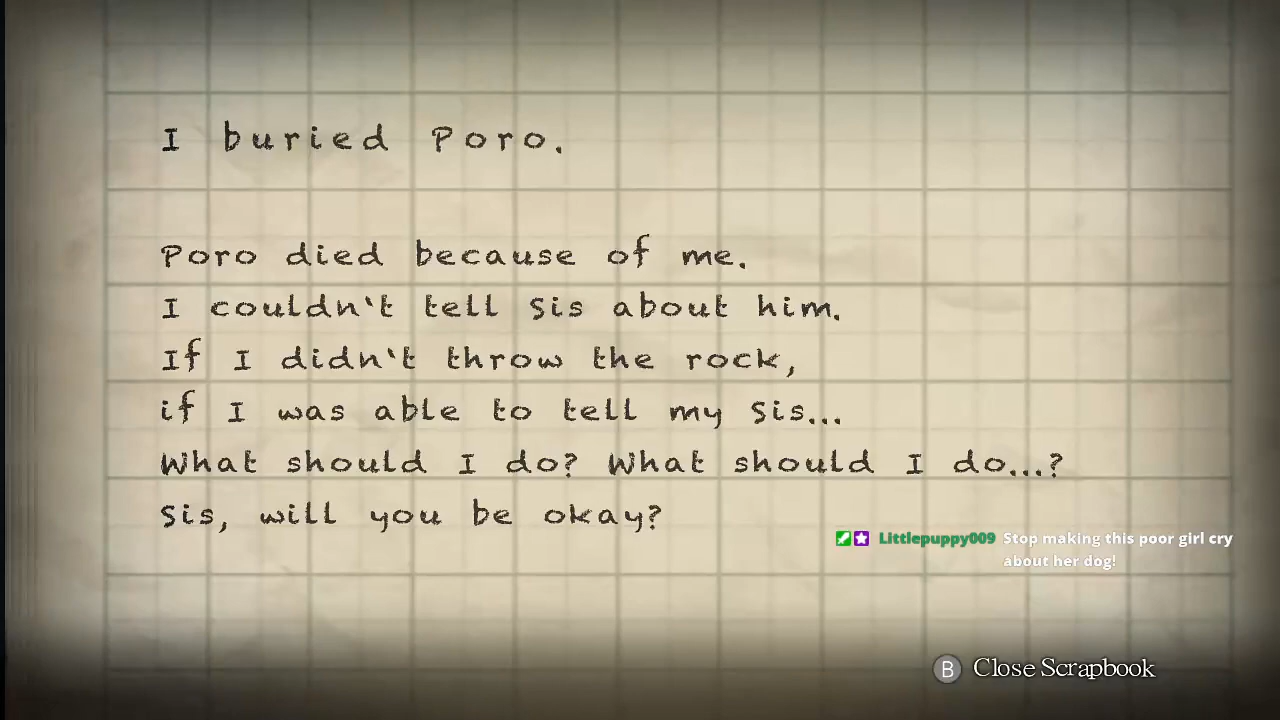 I buried Poro.
Poro died because of me.
I couldn't tell Sis about him.
If I didn't throw the rock,
if I was able to tell my Sis...
What should I do? What should I do...?
Sis, will you be okay?
Littlepuppy009 Stop making this poor girl cry
about her dog!
B Close Scrapbook